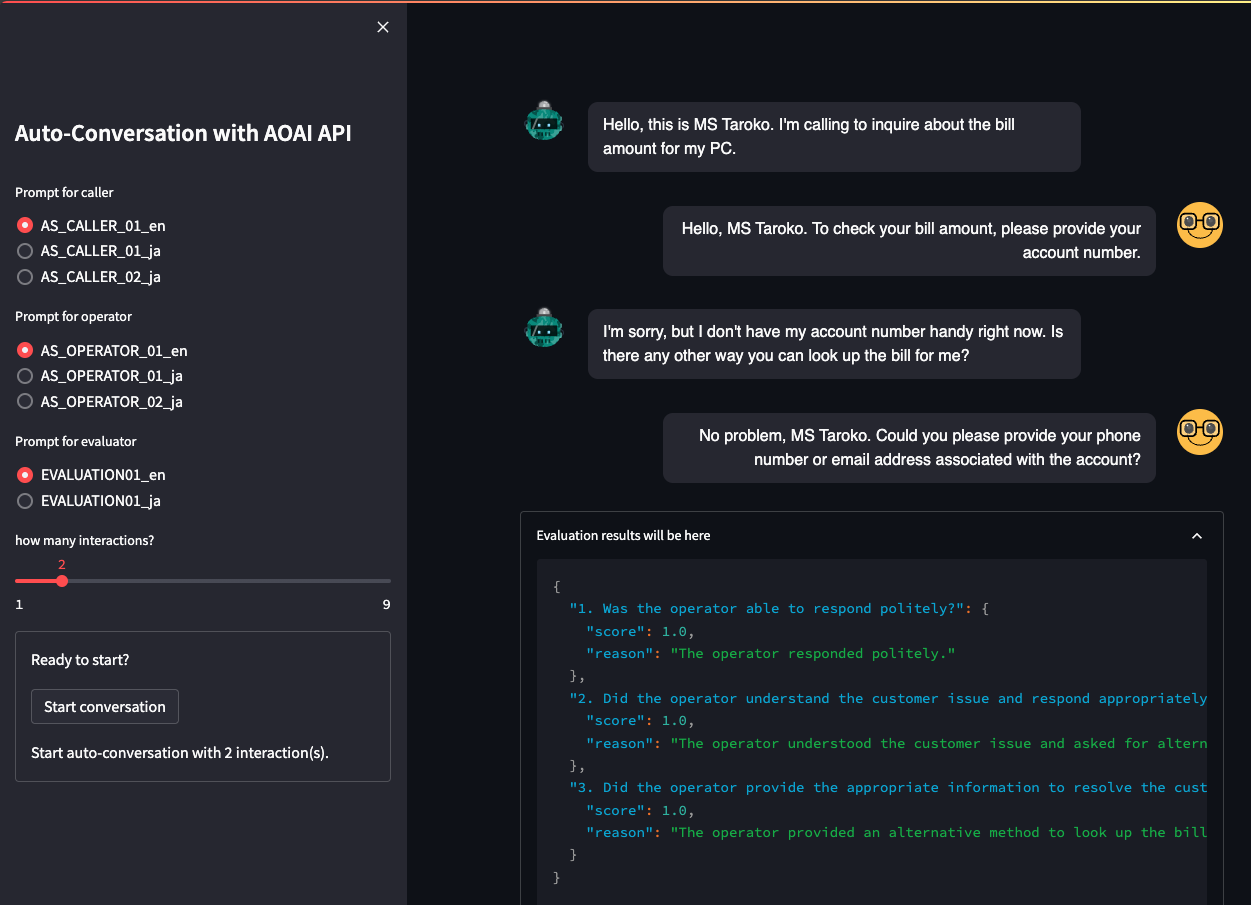 Auto-Conversation with AOAI API
Prompt for caller
AS_CALLER_01_en
AS_CALLER_01_ja
AS_CALLER_02_ja
Prompt for operator
AS_OPERATOR_01_en
AS_OPERATOR_01_ja
AS_OPERATOR_02_ja
Prompt for evaluator
EVALUATION01_en
EVALUATION01_ja
how many interactions?
2
1 9
Ready to start?
Start conversation
Start auto-conversation with 2 interaction(s).
Hello, this is MS Taroko. I'm calling to inquire about the bill
amount for my PC.
Hello, MS Taroko. To check your bill amount, please provide your
account number.
I'm sorry, but I don't have my account number handy right now. Is
there any other way you can look up the bill for me?
No problem, MS Taroko. Could you please provide your phone
number or email address associated with the account?
Evaluation results will be here
{
"1. Was the operator able to respond politely?": {
"score": 1.0,
"reason": "The operator responded politely."
},
"2. Did the operator understand the customer issue and respond appropriately
"score": 1.0,
"reason": "The operator understood the customer issue and asked for altern
},
"3. Did the operator provide the appropriate information to resolve the cust
"score": 1.0,
"reason": "The operator provided an alternative method to look up the bill
}
}